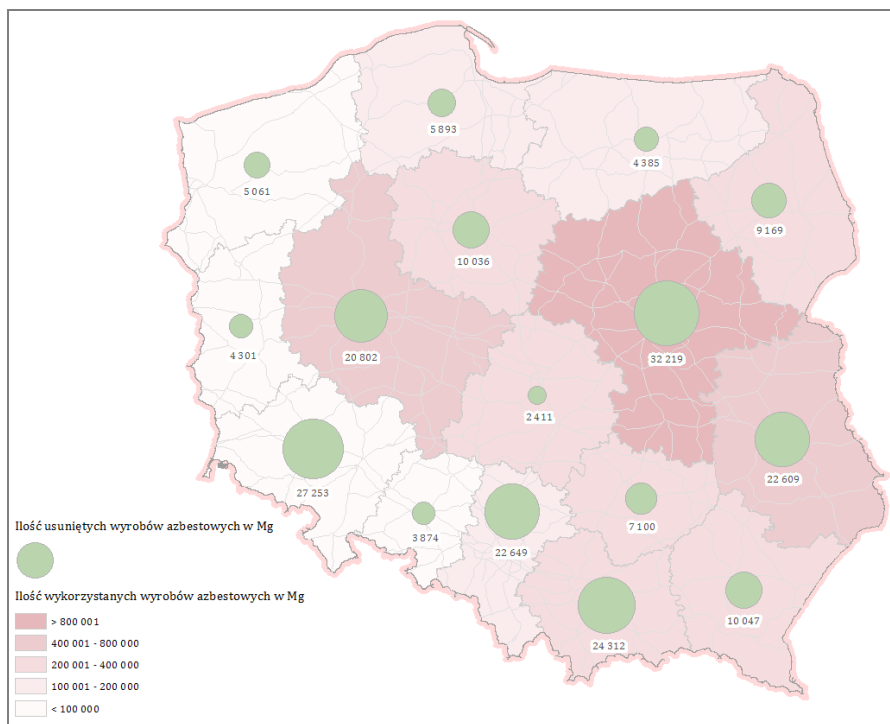 5 893
4 385
5 061
9 169
10 036
4 301
20 802
32 219
2 411
22 609
27 253
3 874
22 649
7 100
24 312
10 047
Ilość usuniętych wyrobów azbestowych w Mg
Ilość wykorzystanych wyrobów azbestowych w Mg
> 800 001
400 001 - 800 000
200 001 - 400 000
100 001 - 200 000
< 100 000